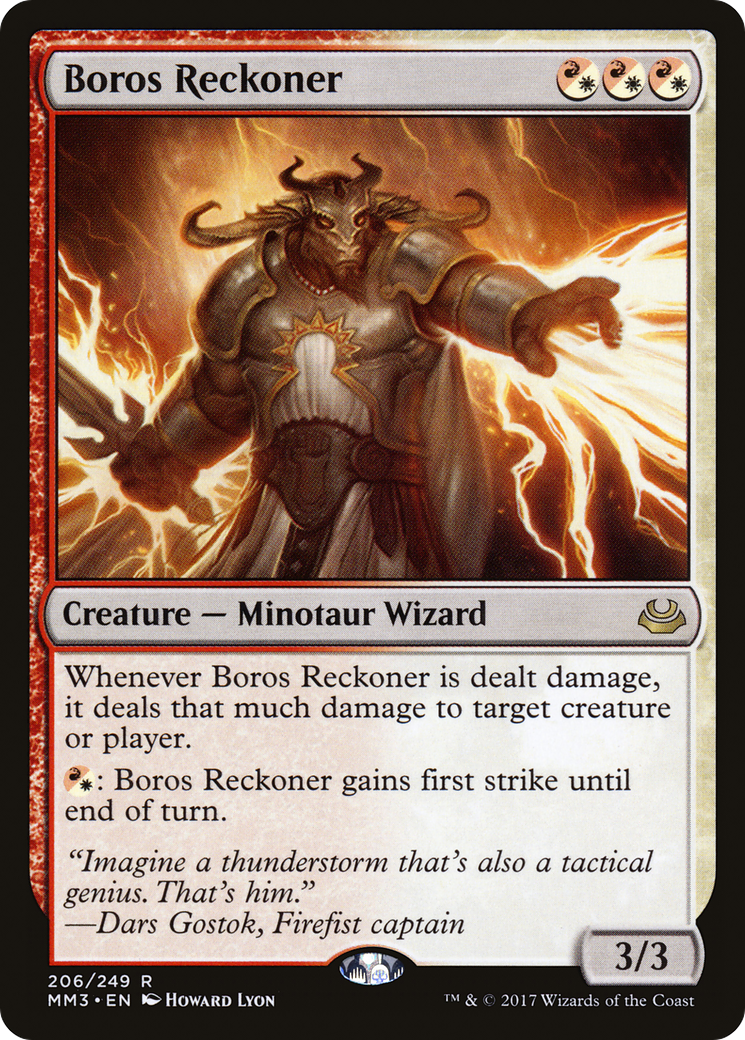 Boros Reckoner
Creature — Minotaur Wizard
Whenever Boros Reckoner is dealt damage,
it deals that much damage to target creature
or player.
: Boros Reckoner gains first strike until
end of turn.
“Imagine a thunderstorm that’s also a tactical
genius. That’s him.”
—Dars Gostok, Firefist captain
3/3
206/249 R
MM3 • EN Howard Lyon
™ & © 2017 Wizards of the Coast